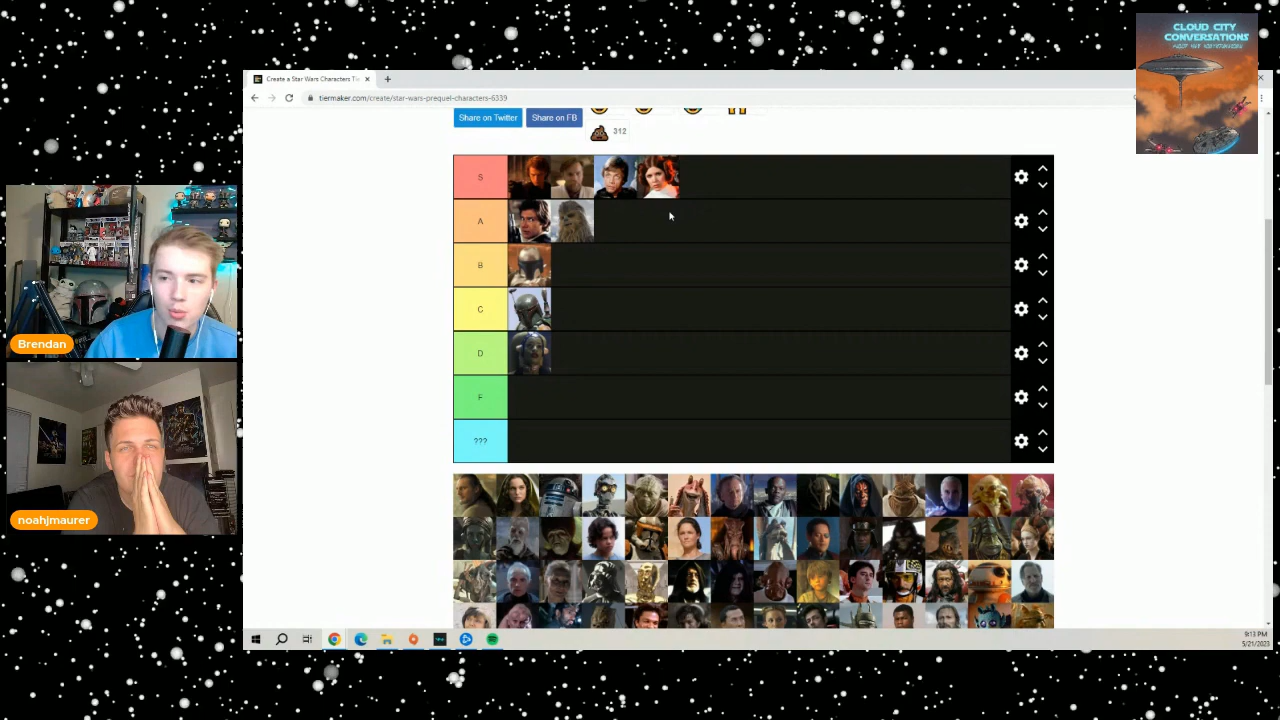 CLOUD CITY
CONVERSATIONS
Create a Star Wars Characters Tie
tiermaker.com/create/star-wars-prequel-characters-6339
Share on Twitter
Share on FB
312
S
A
B
C
D
F
???
Brendan
noahjmaurer
9:13 PM
5/21/2023